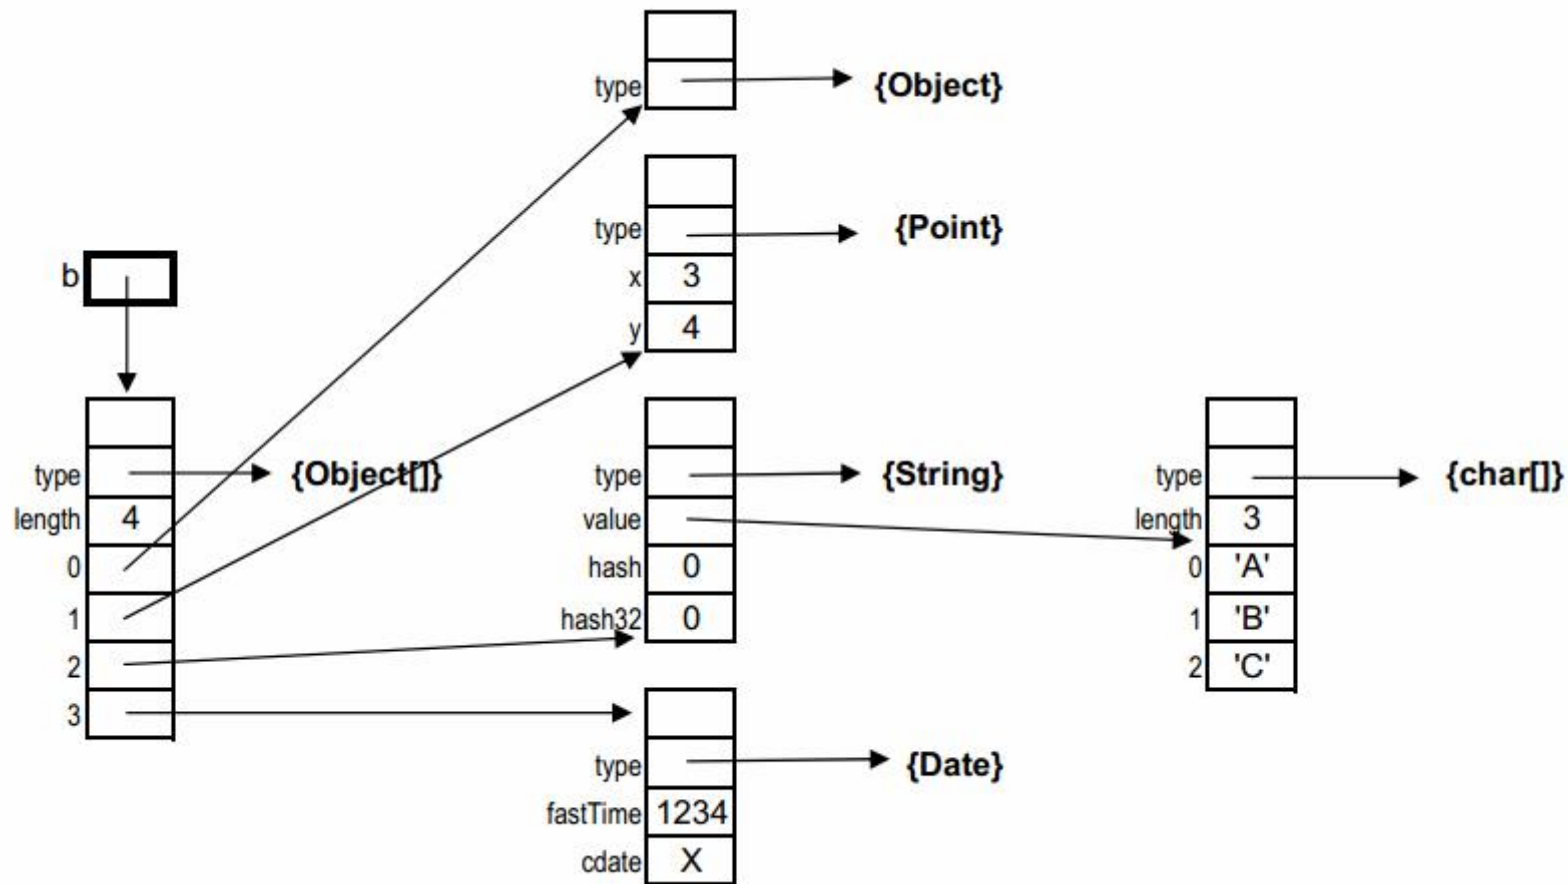 type {Object}
type {Point}
b
x 3
y 4
type {Object[]}
length 4
0
1
2
3
type {String}
value
hash 0
hash32 0
type {char[]}
length 3
0 'A'
1 'B'
2 'C'
type {Date}
fastTime 1234
cdate X